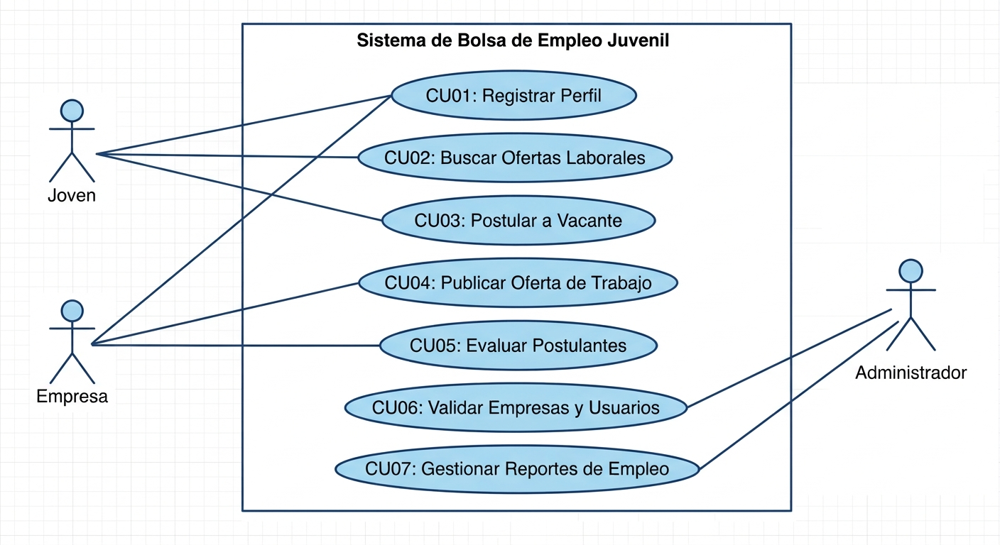 Sistema de Bolsa de Empleo Juvenil
CU01: Registrar Perfil
CU02: Buscar Ofertas Laborales
Joven
CU03: Postular a Vacante
CU04: Publicar Oferta de Trabajo
CU05: Evaluar Postulantes
Administrador
Empresa
CU06: Validar Empresas y Usuarios
CU07: Gestionar Reportes de Empleo